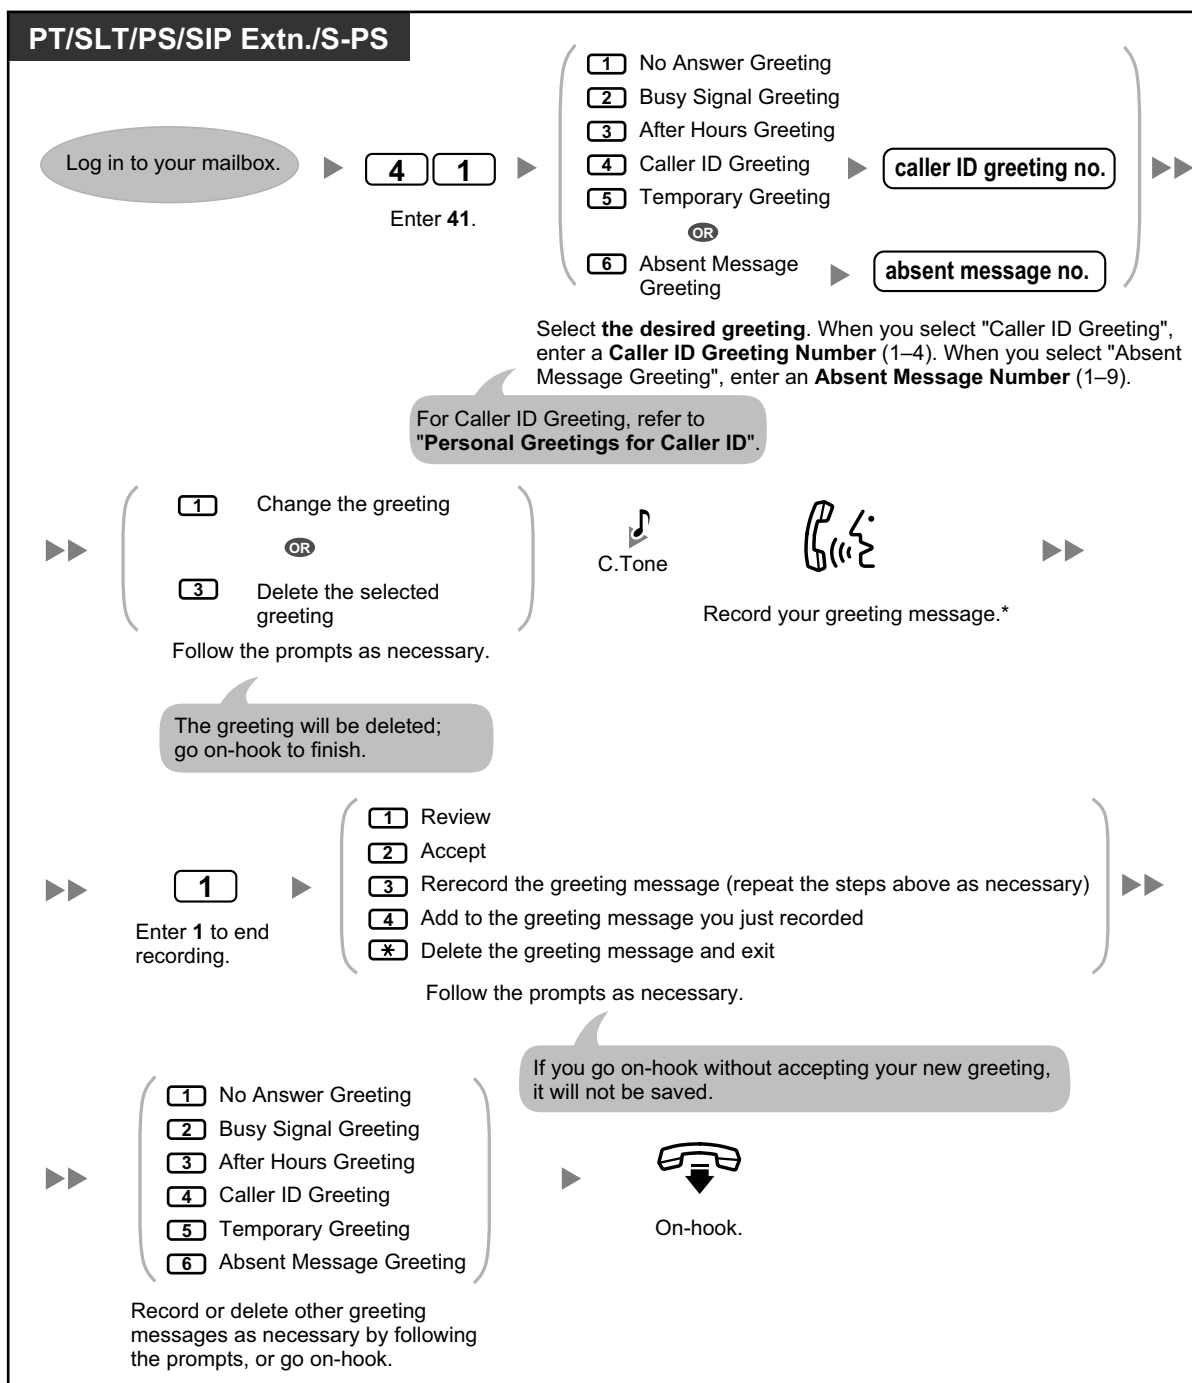 PT/SLT/PS/SIP Extn./S-PS
Log in to your mailbox.
4 1
Enter 41.
1 No Answer Greeting
2 Busy Signal Greeting
3 After Hours Greeting
4 Caller ID Greeting
caller ID greeting no.
5 Temporary Greeting
OR
6 Absent Message
Greeting
absent message no.
Select the desired greeting. When you select "Caller ID Greeting",
enter a Caller ID Greeting Number (1–4). When you select "Absent
Message Greeting", enter an Absent Message Number (1–9).
For Caller ID Greeting, refer to
"Personal Greetings for Caller ID".
1 Change the greeting
OR
3 Delete the selected
greeting
Follow the prompts as necessary.
C.Tone
Record your greeting message.*
The greeting will be deleted;
go on-hook to finish.
1
Enter 1 to end
recording.
1 Review
2 Accept
3 Rerecord the greeting message (repeat the steps above as necessary)
4 Add to the greeting message you just recorded
* Delete the greeting message and exit
Follow the prompts as necessary.
If you go on-hook without accepting your new greeting,
it will not be saved.
1 No Answer Greeting
2 Busy Signal Greeting
3 After Hours Greeting
4 Caller ID Greeting
5 Temporary Greeting
6 Absent Message Greeting
Record or delete other greeting
messages as necessary by following
the prompts, or go on-hook.
On-hook.